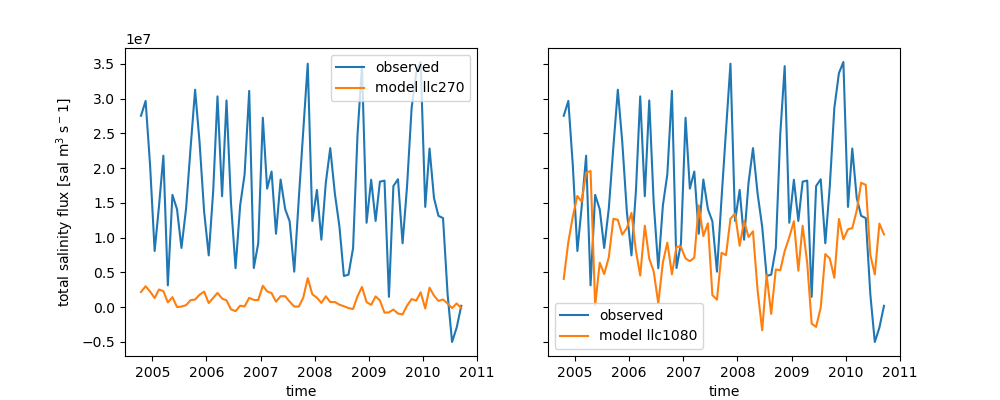 1e7
total salinity flux [sal m³ s⁻1]
3.5
3.0
2.5
2.0
1.5
1.0
0.5
0.0
−0.5
observed
model llc270
2005 2006 2007 2008 2009 2010 2011
time
observed
model llc1080
2005 2006 2007 2008 2009 2010 2011
time